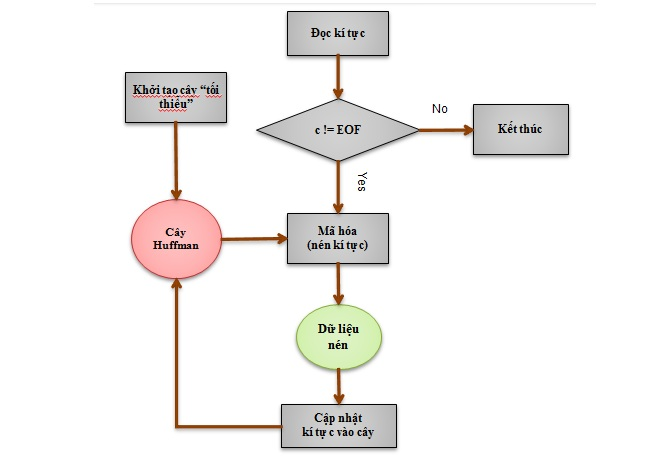 Đọc kí tự c
Khởi tạo cây “tối
thiểu”
c != EOF
No
Kết thúc
Yes
Cây
Huffman
Mã hóa
(nén kí tự c)
Dữ liệu
nén
Cập nhật
kí tự c vào cây